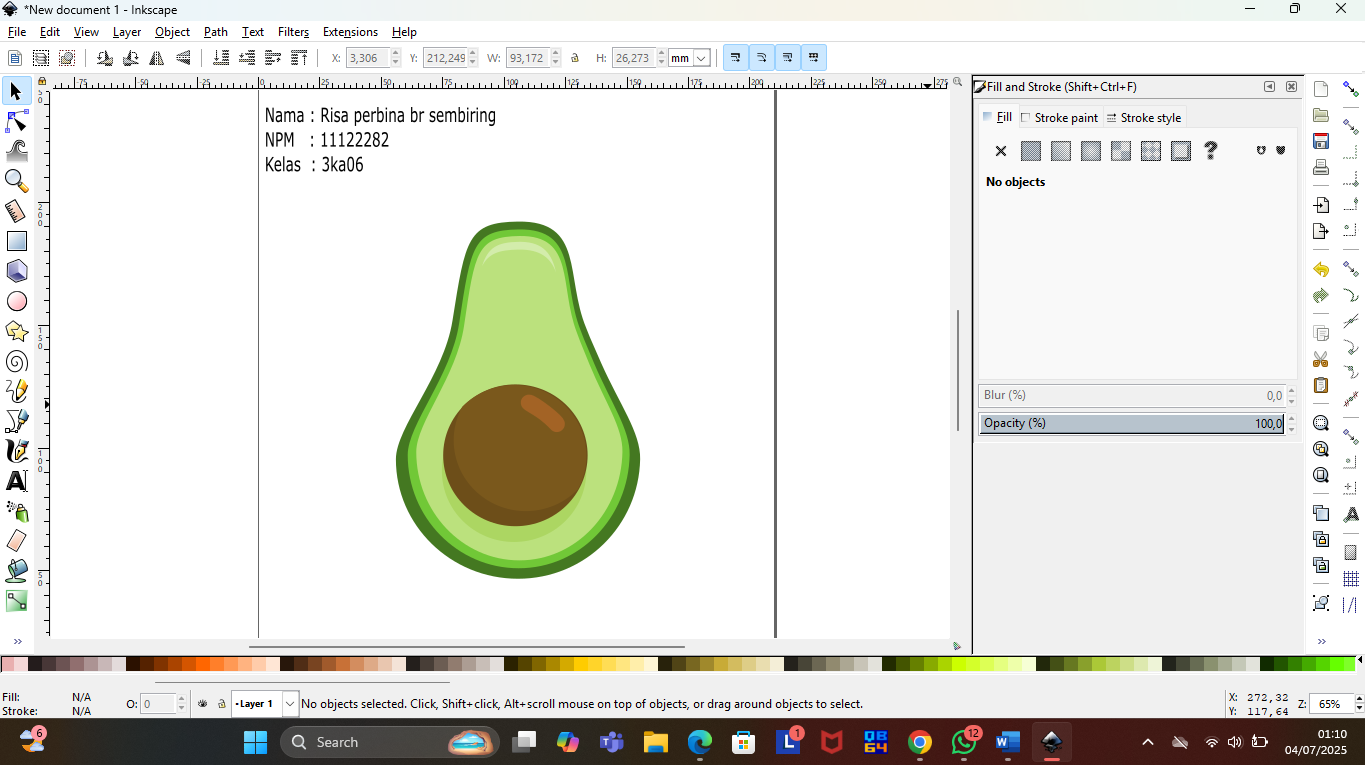 *New document 1 - Inkscape
File Edit View Layer Object Path Text Filters Extensions Help
X: 3,306 Y: 212,249 W: 93,172 H: 26,273 mm
Fill and Stroke (Shift+Ctrl+F)
Fill Stroke paint Stroke style
No objects
Blur (%) 0,0
Opacity (%) 100,0
Nama : Risa perbina br sembiring
NPM : 11122282
Kelas : 3ka06
Fill: N/A
Stroke: N/A
O: 0
Layer 1
No objects selected. Click, Shift+click, Alt+scroll mouse on top of objects, or drag around objects to select.
X: 272,32
Y: 117,64
Z: 65%
6
Search
1
12
01:10
04/07/2025